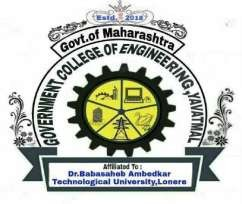 Estd. 2018
Govt.of Maharashtra
GOVERNMENT COLLEGE OF ENGINEERING YAVATMAL
Affiliated To :
Dr.Babasaheb Ambedkar
Technological University,Lonere